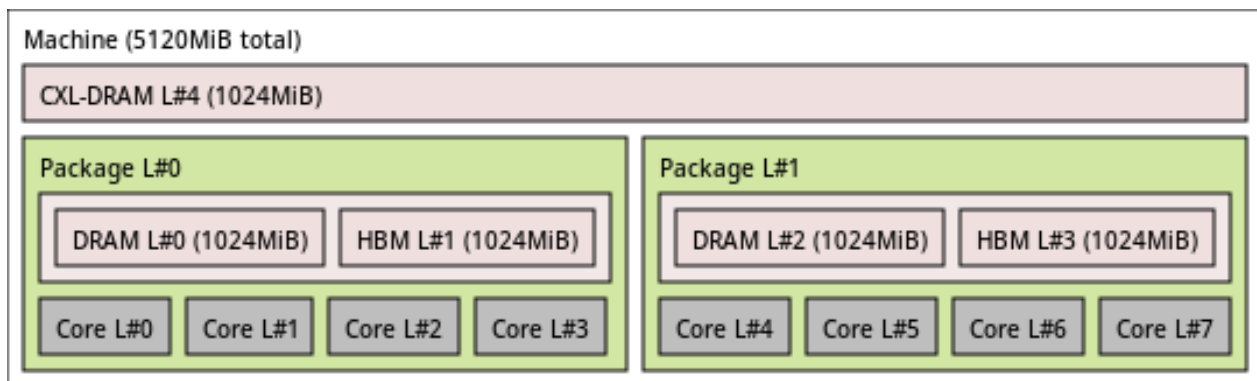 Machine (5120MiB total)
CXL-DRAM L#4 (1024MiB)
Package L#0
DRAM L#0 (1024MiB)
HBM L#1 (1024MiB)
Core L#0
Core L#1
Core L#2
Core L#3
Package L#1
DRAM L#2 (1024MiB)
HBM L#3 (1024MiB)
Core L#4
Core L#5
Core L#6
Core L#7